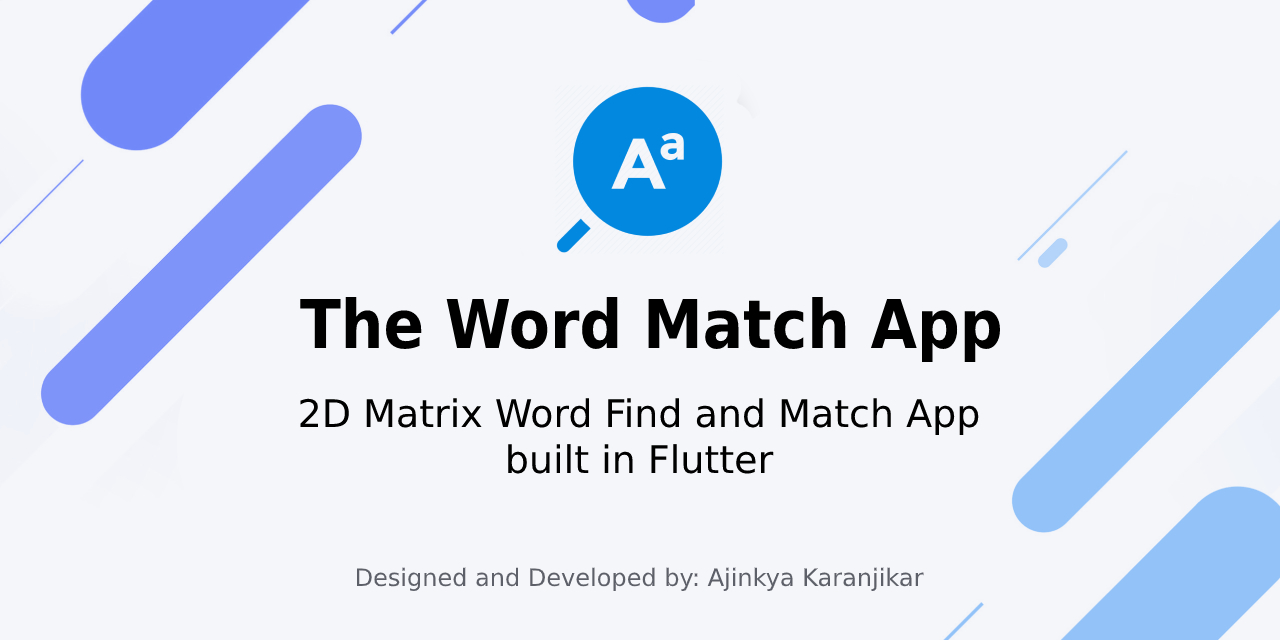 Aa
The Word Match App
2D Matrix Word Find and Match App
built in Flutter
Designed and Developed by: Ajinkya Karanjikar